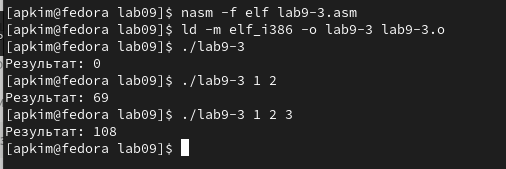 [apkim@fedora lab09]$ nasm -f elf lab9-3.asm
[apkim@fedora lab09]$ ld -m elf_i386 -o lab9-3 lab9-3.o
[apkim@fedora lab09]$ ./lab9-3
Результат: 0
[apkim@fedora lab09]$ ./lab9-3 1 2
Результат: 69
[apkim@fedora lab09]$ ./lab9-3 1 2 3
Результат: 108
[apkim@fedora lab09]$